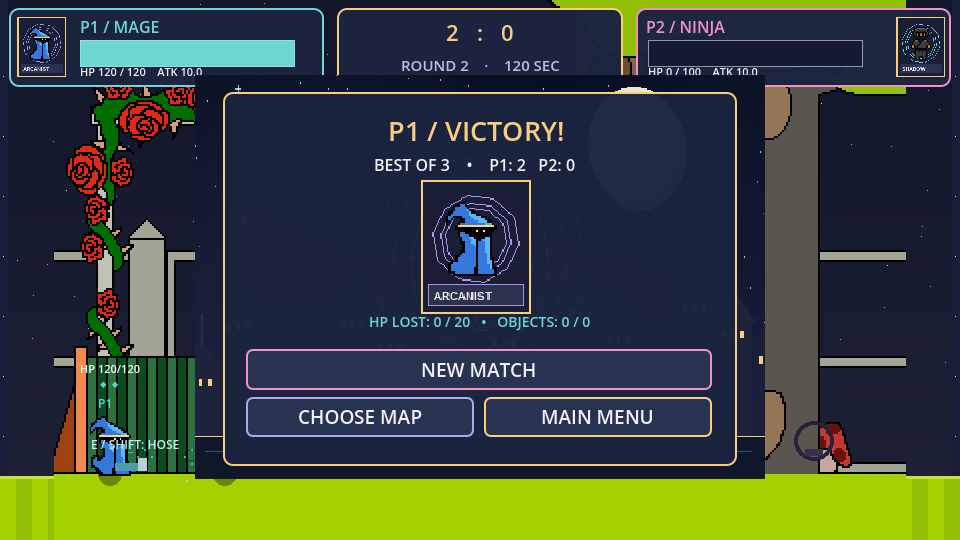 P1 / MAGE
ARCANIST
HP 120 / 120 ATK 10.0
2 : 0
ROUND 2 · 120 SEC
P2 / NINJA
HP 0 / 100 ATK 10.0
SHADOW
P1 / VICTORY!
BEST OF 3 • P1: 2 P2: 0
ARCANIST
HP LOST: 0 / 20 • OBJECTS: 0 / 0
NEW MATCH
CHOOSE MAP
MAIN MENU
HP 120/120
P1
E / SHIFT: HOSE